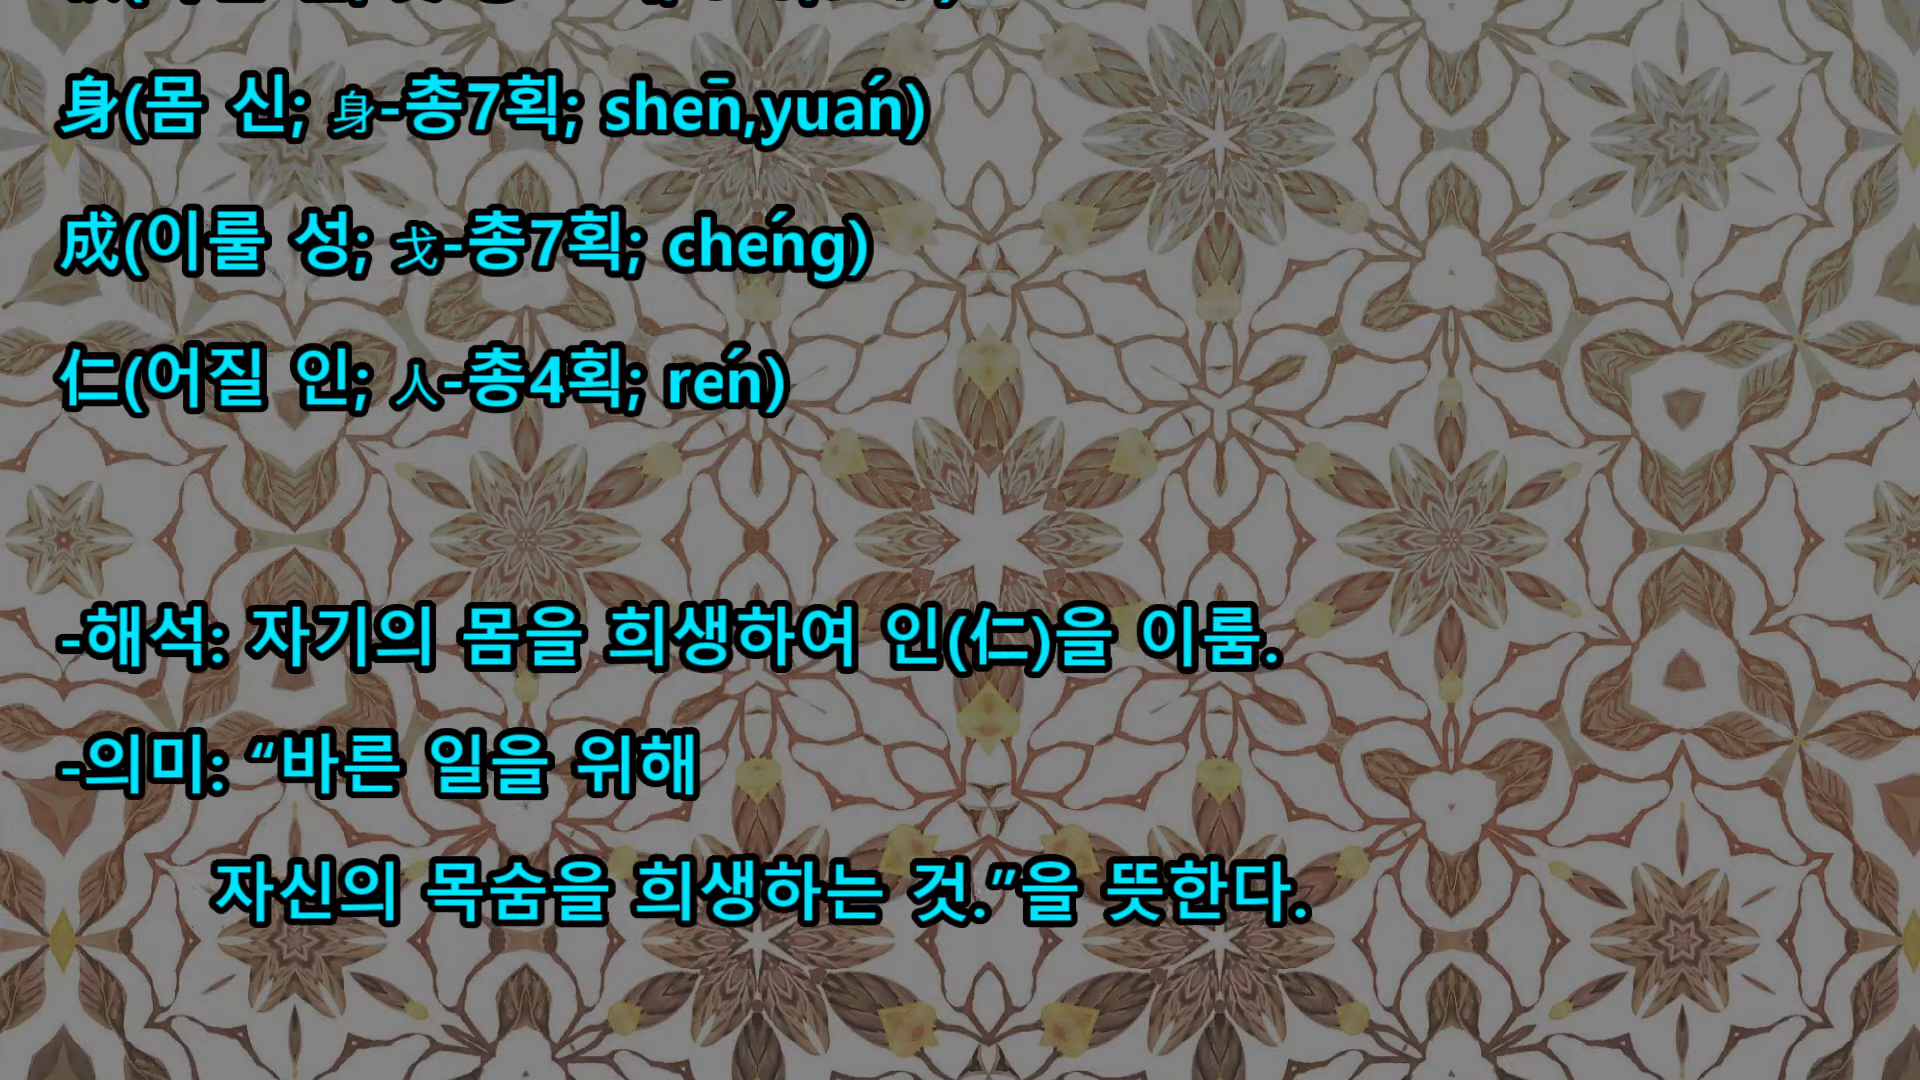 身(몸 신; 身-총7획; shēn,yuán)
成(이룰 성; 戈-총7획; chéng)
仁(어질 인; 人-총4획; rén)
-해석: 자기의 몸을 희생하여 인(仁)을 이룸.
-의미: “바른 일을 위해
자신의 목숨을 희생하는 것.”을 뜻한다.